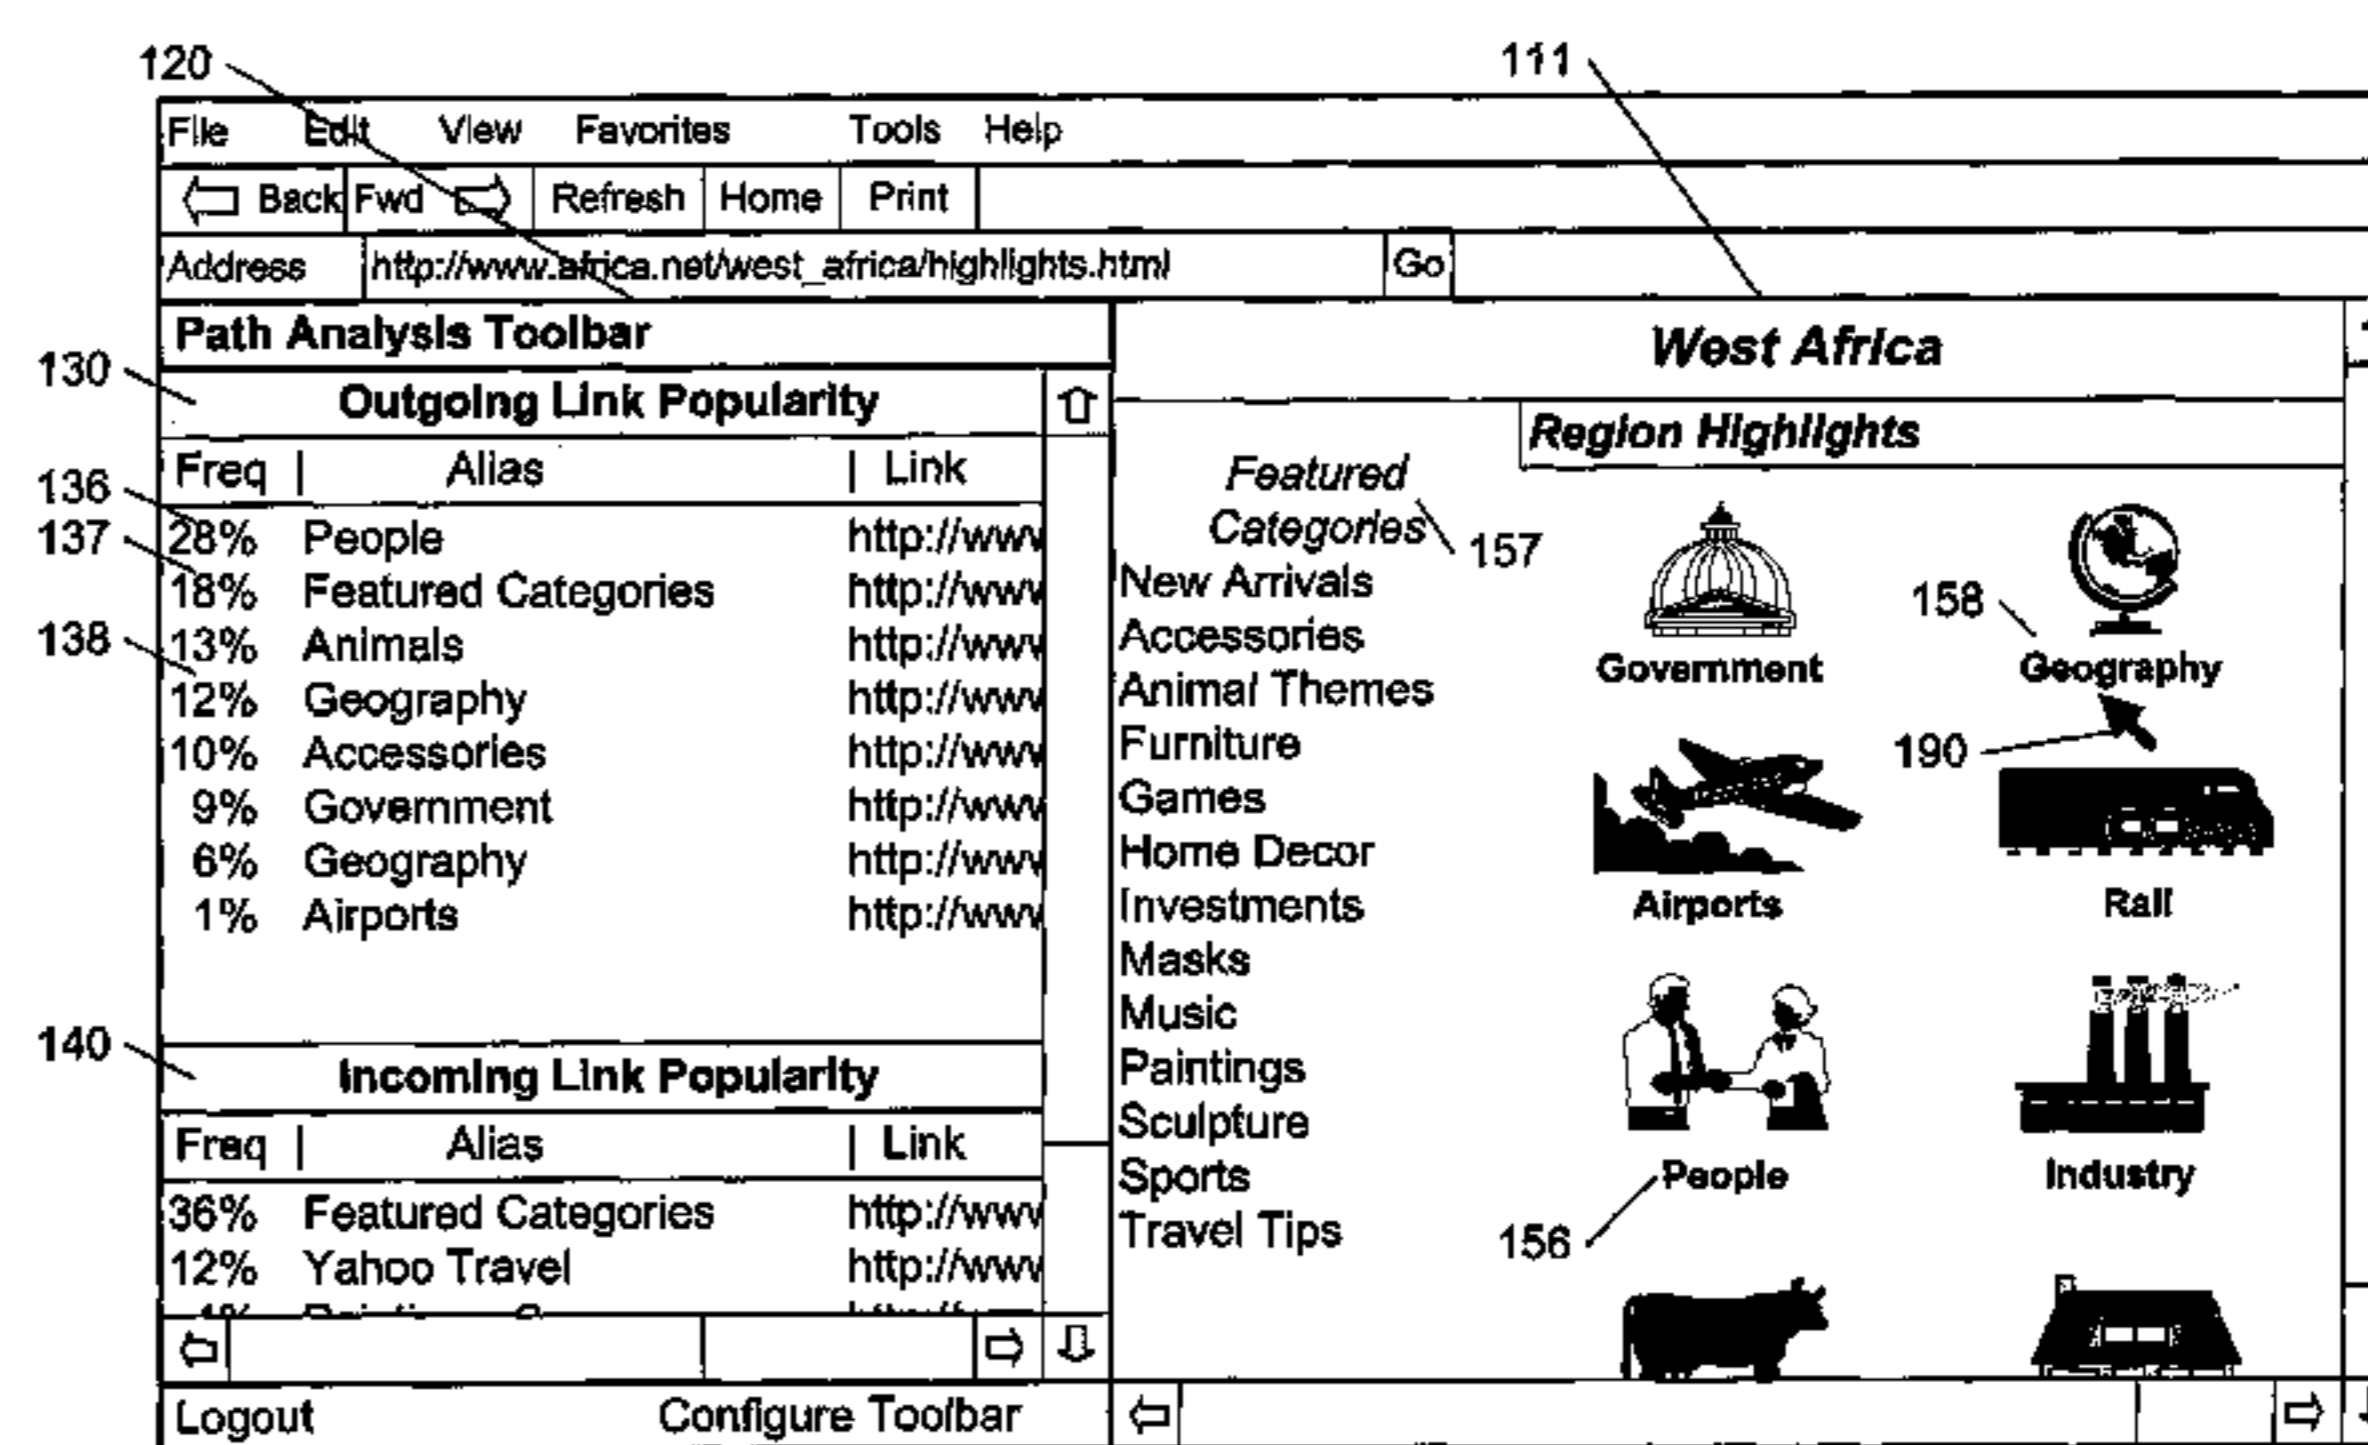 120
111
File Edit View Favorites Tools Help
Back Fwd Refresh Home Print
Address http://www.africa.net/west_africa/highlights.html Go
Path Analysis Toolbar
130
Outgoing Link Popularity
Freq | Alias | Link
136
28% People http://www
137
18% Featured Categories http://www
138
13% Animals http://www
12% Geography http://www
10% Accessories http://www
9% Government http://www
6% Geography http://www
1% Airports http://www
140
Incoming Link Popularity
Freq | Alias | Link
36% Featured Categories http://www
12% Yahoo Travel http://www
Logout Configure Toolbar
West Africa
Region Highlights
Featured
Categories
157
New Arrivals
Accessories
Animal Themes
Furniture
Games
Home Decor
Investments
Masks
Music
Paintings
Sculpture
Sports
Travel Tips
Government
158
Geography
190
Airports
Rail
People
156
Industry